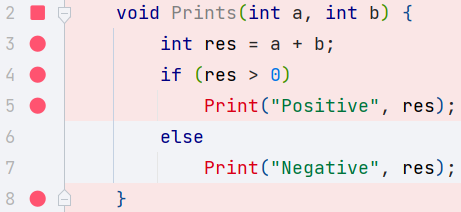 2 void Prints(int a, int b) {
3 int res = a + b;
4 if (res > 0)
5 Print("Positive", res);
6 else
7 Print("Negative", res);
8 }